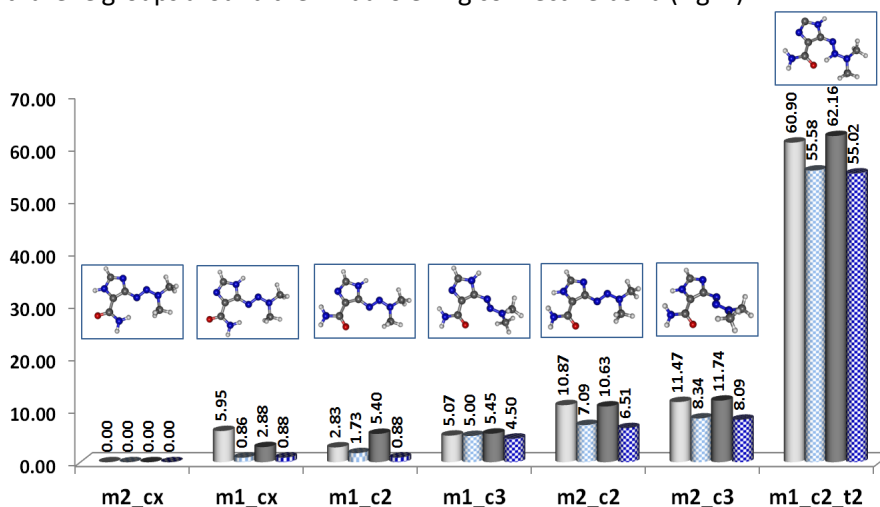 70.00
60.00
50.00
40.00
30.00
20.00
10.00
0.00
0.00 0.00 0.00 0.00
5.95 0.86 2.88 0.88
2.83 1.73 5.40 0.88
5.07 5.00 5.45 4.50
10.87 7.09 10.63 6.51
11.47 8.34 11.74 8.09
60.90 55.58 62.16 55.02
m2_cx m1_cx m1_c2 m1_c3 m2_c2 m2_c3 m1_c2_t2